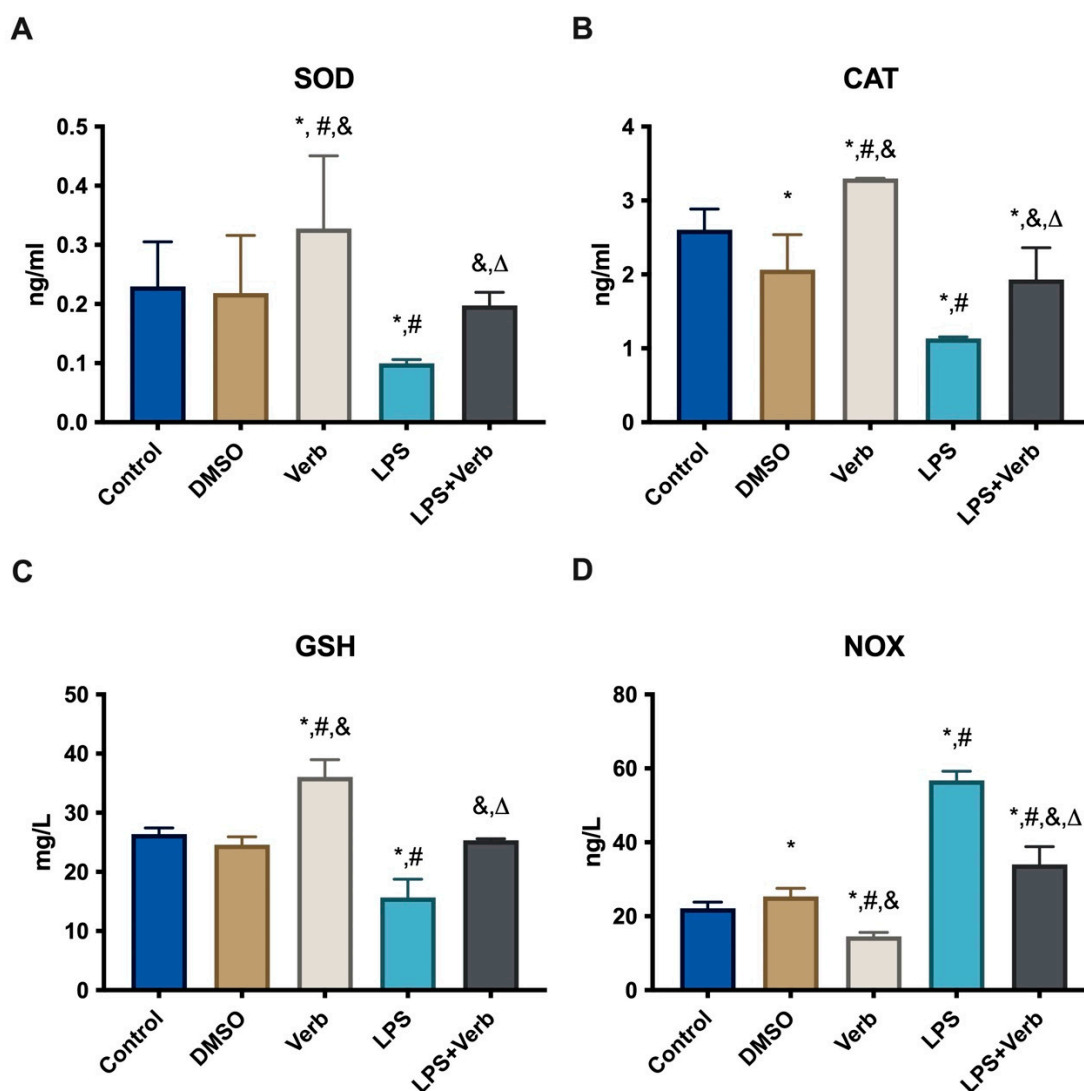 A
SOD
ng/ml
0.5
0.4
0.3
0.2
0.1
0.0
*, #,&
*,#
&,Δ
Control
DMSO
Verb
LPS
LPS+Verb
B
CAT
ng/ml
4
3
2
1
0
*
*,#,&
*,#
*,&,Δ
Control
DMSO
Verb
LPS
LPS+Verb
C
GSH
mg/L
50
40
30
20
10
0
*,#,&
*,#
&,Δ
Control
DMSO
Verb
LPS
LPS+Verb
D
NOX
ng/L
80
60
40
20
0
*
*,#,&
*,#
*,#,&,Δ
Control
DMSO
Verb
LPS
LPS+Verb